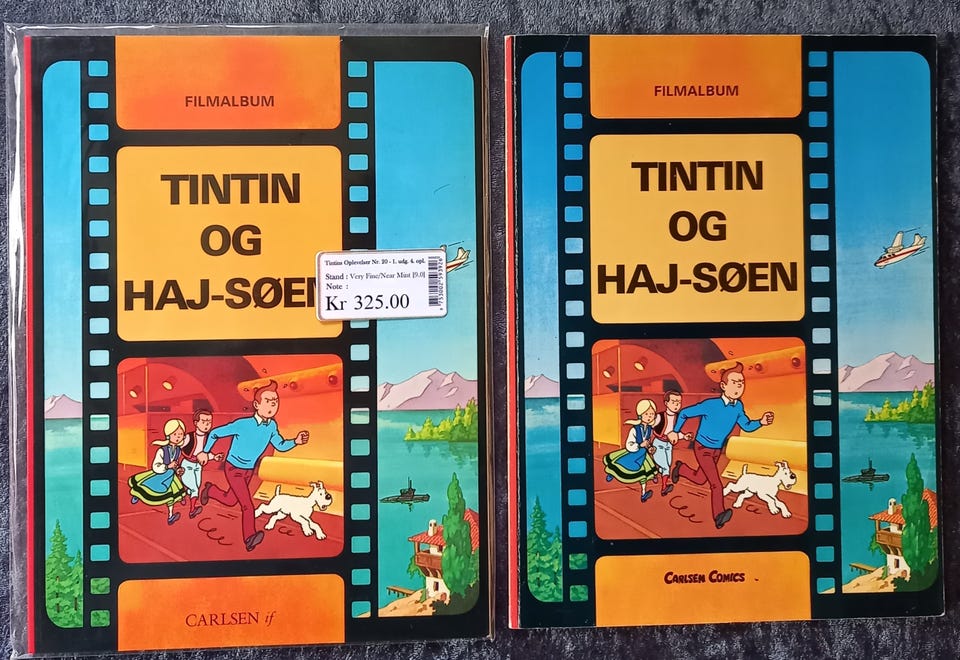 FILMALBUM
TINTIN
OG
HAJ-SØEN
Tintins Oplevelser Nr. 20 - 1. udg. 4. opl.
Stand : Very Fine/Near Mint [9.0]
Note :
Kr 325.00
CARLSEN if
FILMALBUM
TINTIN
OG
HAJ-SØEN
CARLSEN COMICS